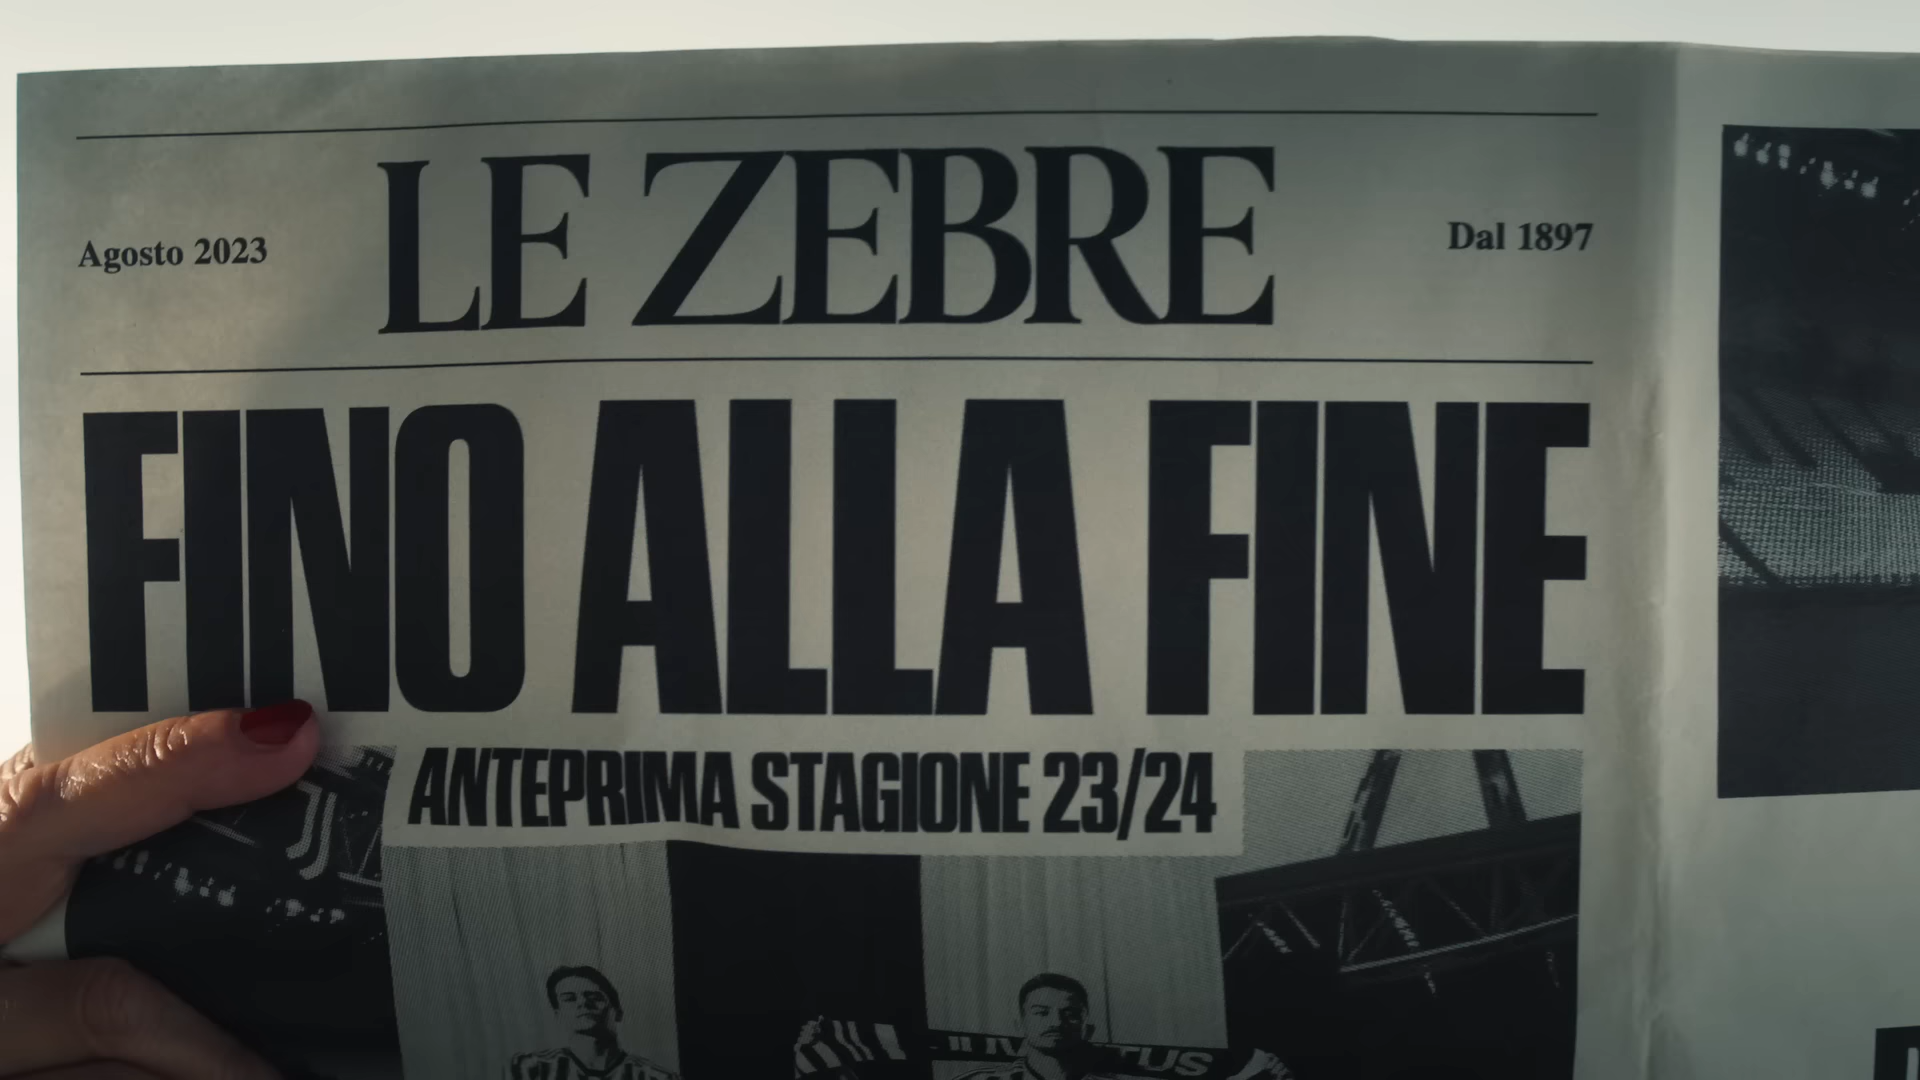 LE ZEBRE
Agosto 2023
Dal 1897
FINO ALLA FINE
ANTEPRIMA STAGIONE 23/24